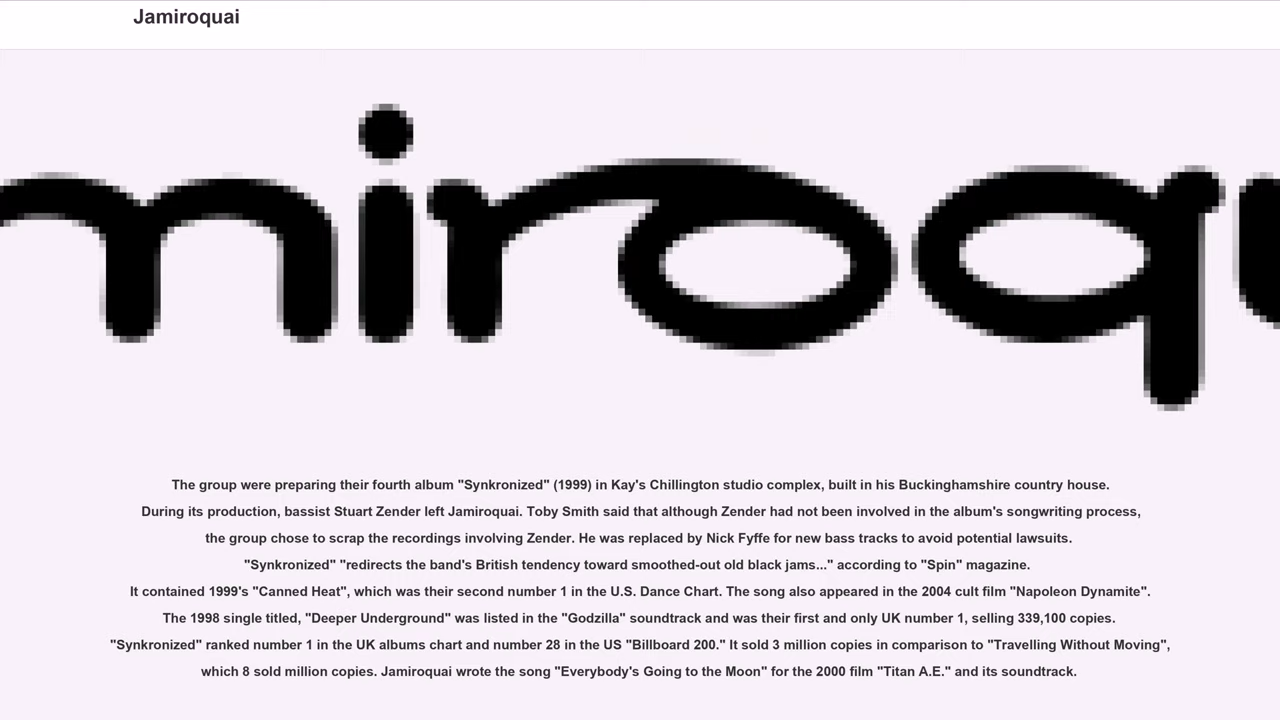 Jamiroquai
miroqu
The group were preparing their fourth album "Synkronized" (1999) in Kay's Chillington studio complex, built in his Buckinghamshire country house.
During its production, bassist Stuart Zender left Jamiroquai. Toby Smith said that although Zender had not been involved in the album's songwriting process,
the group chose to scrap the recordings involving Zender. He was replaced by Nick Fyffe for new bass tracks to avoid potential lawsuits.
"Synkronized" "redirects the band's British tendency toward smoothed-out old black jams..." according to "Spin" magazine.
It contained 1999's "Canned Heat", which was their second number 1 in the U.S. Dance Chart. The song also appeared in the 2004 cult film "Napoleon Dynamite".
The 1998 single titled, "Deeper Underground" was listed in the "Godzilla" soundtrack and was their first and only UK number 1, selling 339,100 copies.
"Synkronized" ranked number 1 in the UK albums chart and number 28 in the US "Billboard 200." It sold 3 million copies in comparison to "Travelling Without Moving",
which 8 sold million copies. Jamiroquai wrote the song "Everybody's Going to the Moon" for the 2000 film "Titan A.E." and its soundtrack.